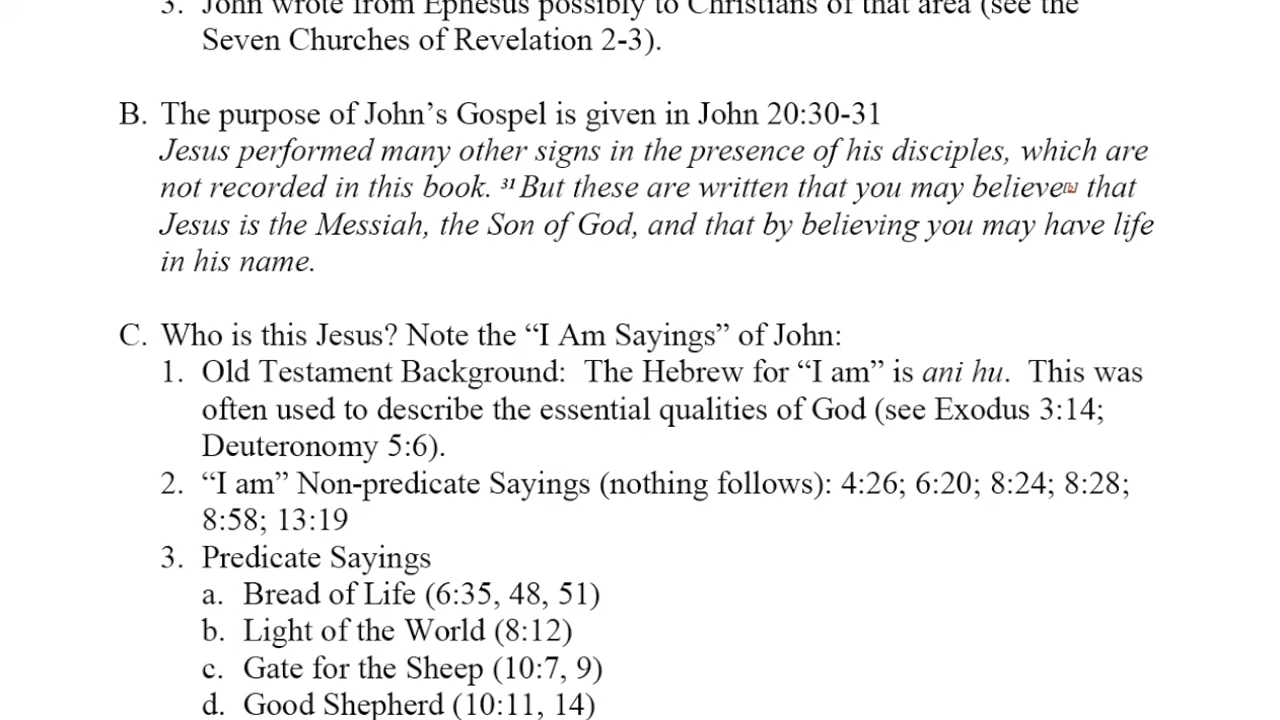 3. John wrote from Ephesus possibly to Christians of that area (see the
Seven Churches of Revelation 2-3).
B. The purpose of John’s Gospel is given in John 20:30-31
Jesus performed many other signs in the presence of his disciples, which are
not recorded in this book. ³¹ But these are written that you may believe that
Jesus is the Messiah, the Son of God, and that by believing you may have life
in his name.
C. Who is this Jesus? Note the “I Am Sayings” of John:
1. Old Testament Background: The Hebrew for “I am” is ani hu. This was
often used to describe the essential qualities of God (see Exodus 3:14;
Deuteronomy 5:6).
2. “I am” Non-predicate Sayings (nothing follows): 4:26; 6:20; 8:24; 8:28;
8:58; 13:19
3. Predicate Sayings
a. Bread of Life (6:35, 48, 51)
b. Light of the World (8:12)
c. Gate for the Sheep (10:7, 9)
d. Good Shepherd (10:11, 14)